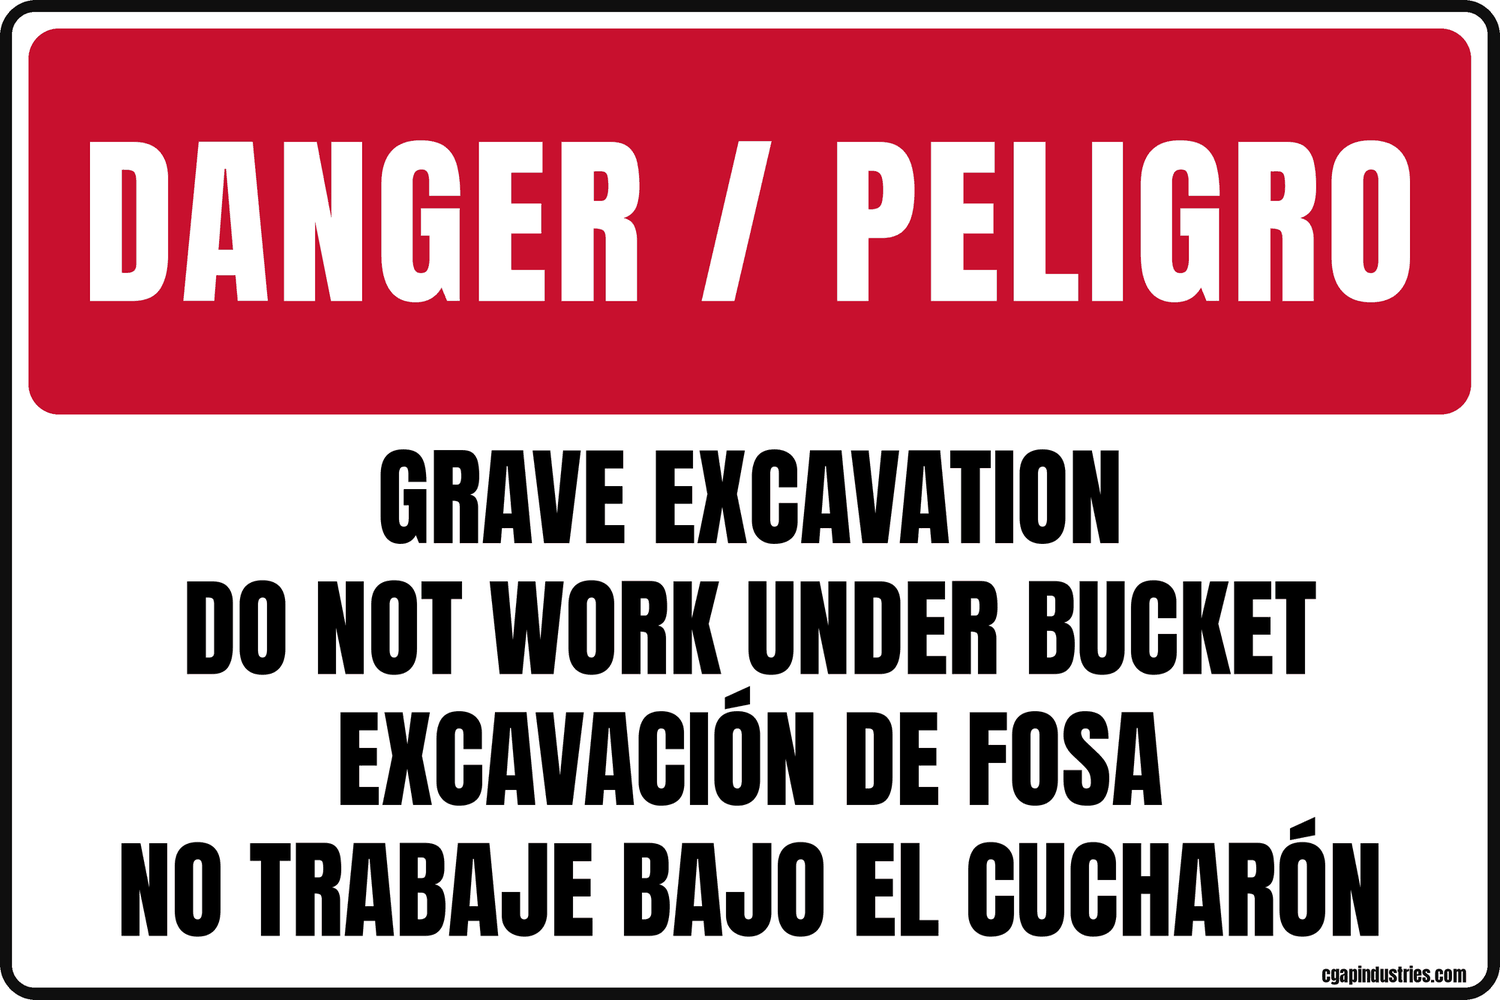 DANGER / PELIGRO
GRAVE EXCAVATION
DO NOT WORK UNDER BUCKET
EXCAVACIÓN DE FOSA
NO TRABAJE BAJO EL CUCHARÓN
cgapindustries.com